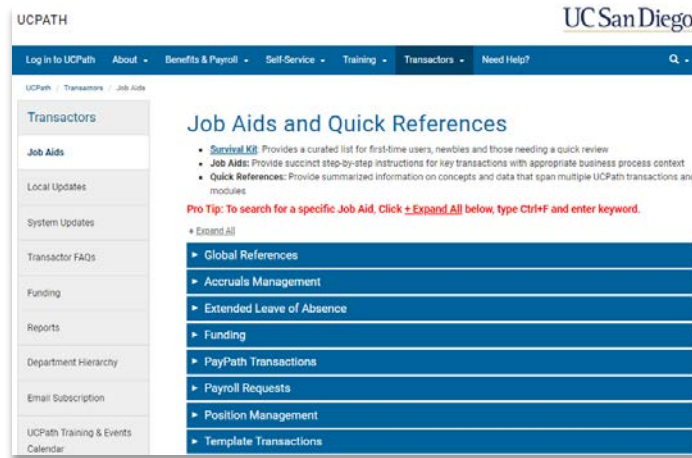 UCPATH
UC San Diego
Log in to UCPath About Benefits & Payroll Self-Service Training Transactors Need Help?
UCPath / Transactors / Job Aids
Transactors
Job Aids
Local Updates
System Updates
Transactor FAQs
Funding
Reports
Department Hierarchy
Email Subscription
UCPath Training & Events
Calendar
Job Aids and Quick References
• Survival Kit: Provides a curated list for first-time users, newbies and those needing a quick review
• Job Aids: Provide succinct step-by-step instructions for key transactions with appropriate business process context
• Quick References: Provide summarized information on concepts and data that span multiple UCPath transactions and
modules
Pro Tip: To search for a specific Job Aid, Click + Expand All below, type Ctrl+F and enter keyword.
+ Expand All
Global References
Accruals Management
Extended Leave of Absence
Funding
PayPath Transactions
Payroll Requests
Position Management
Template Transactions